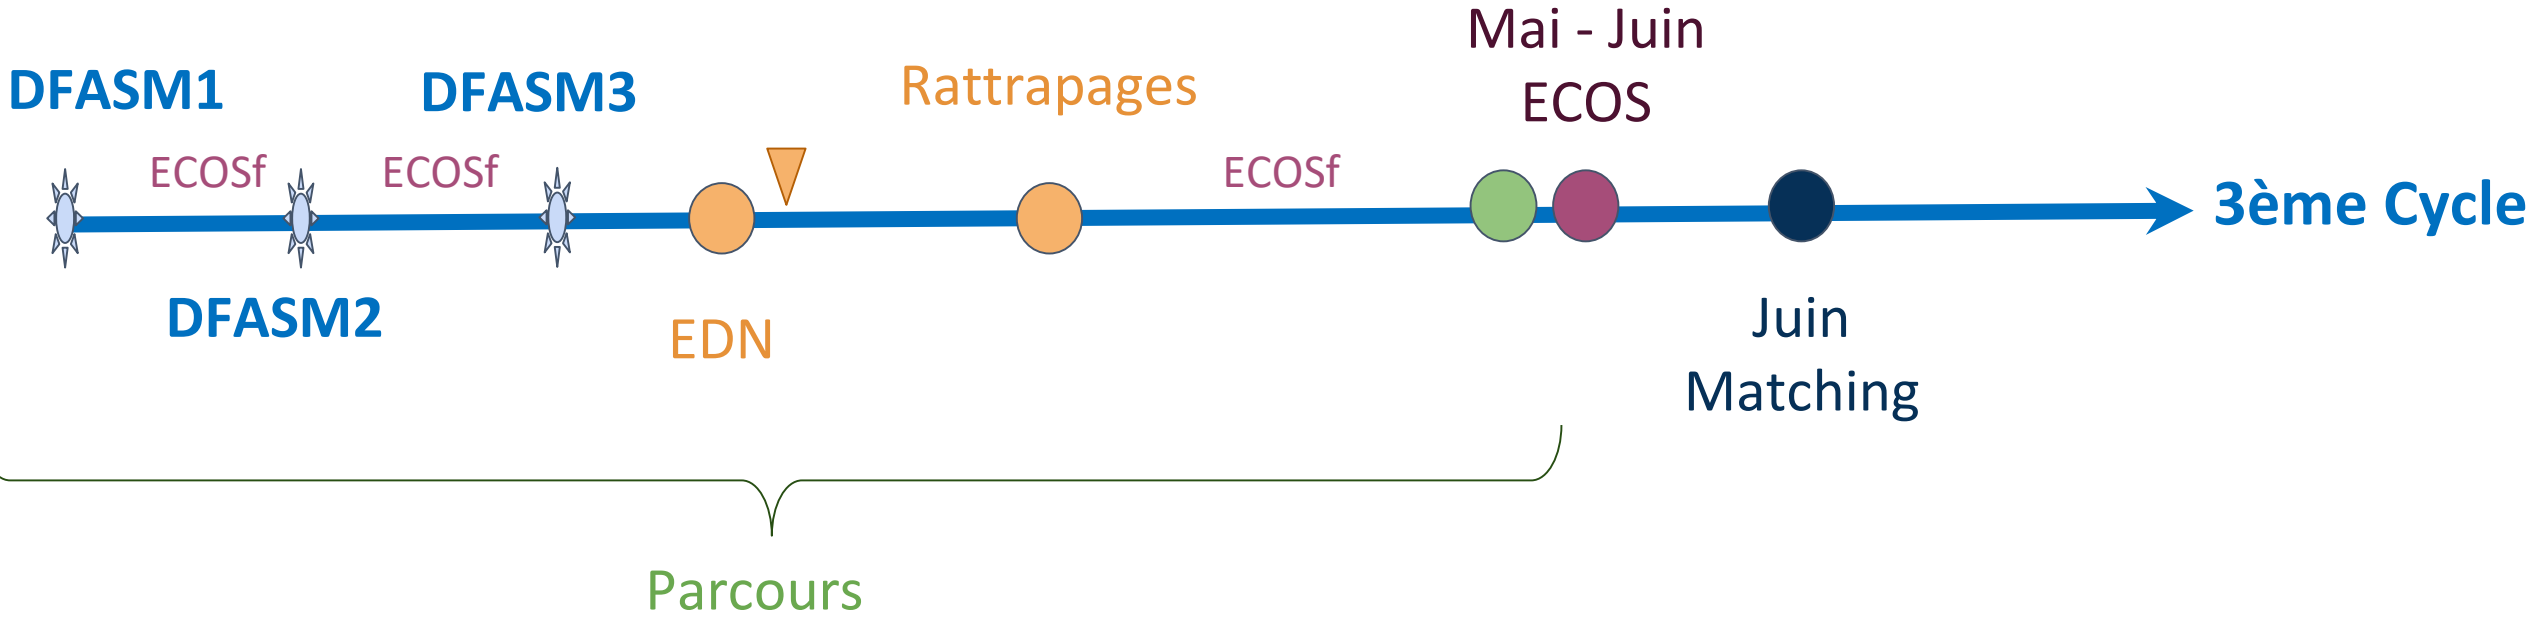 Mai - Juin
ECOS
DFASM1
DFASM3
Rattrapages
ECOSf
ECOSf
ECOSf
3ème Cycle
DFASM2
EDN
Juin
Matching
Parcours